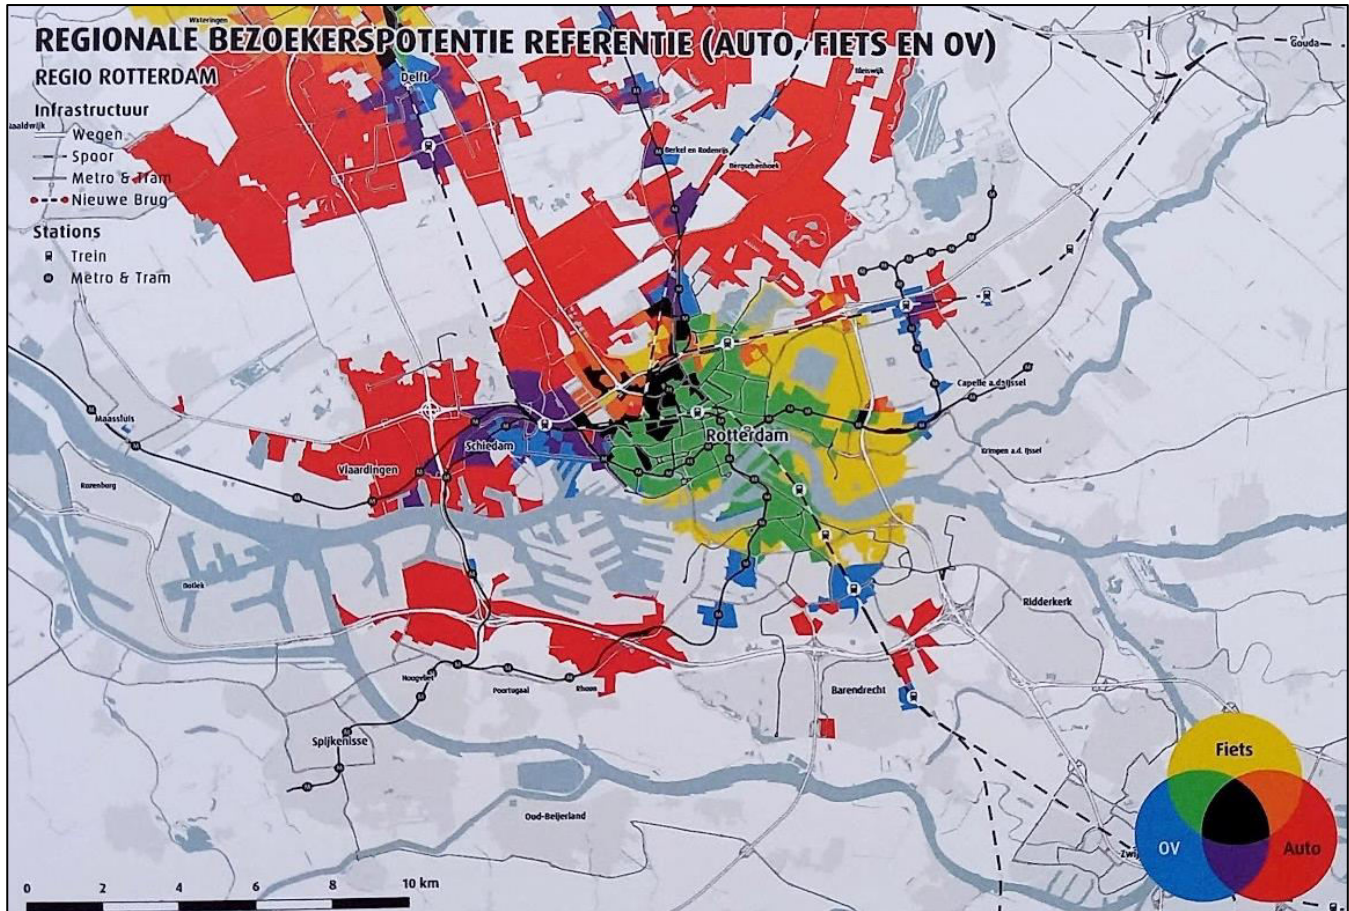 Wateringen
REGIONALE BEZOEKERSPOTENTIE REFERENTIE (AUTO, FIETS EN OV)
REGIO ROTTERDAM
Infrastructuur
Wegen
Spoor
Metro & Tram
Nieuwe Brug
Stations
Trein
Metro & Tram
Gouda
Delft
Berkel en Rodenrijs
Bergschenhoek
Maassluis
Capelle a.d. IJssel
Rotterdam
Schiedam
Vlaardingen
Krimpen a.d. IJssel
Rozenburg
Botlek
Ridderkerk
Hoogvliet
Poortugaal
Rhoon
Barendrecht
Spijkenisse
Oud-Beijerland
Fiets
OV
Auto
0 2 4 6 8 10 km